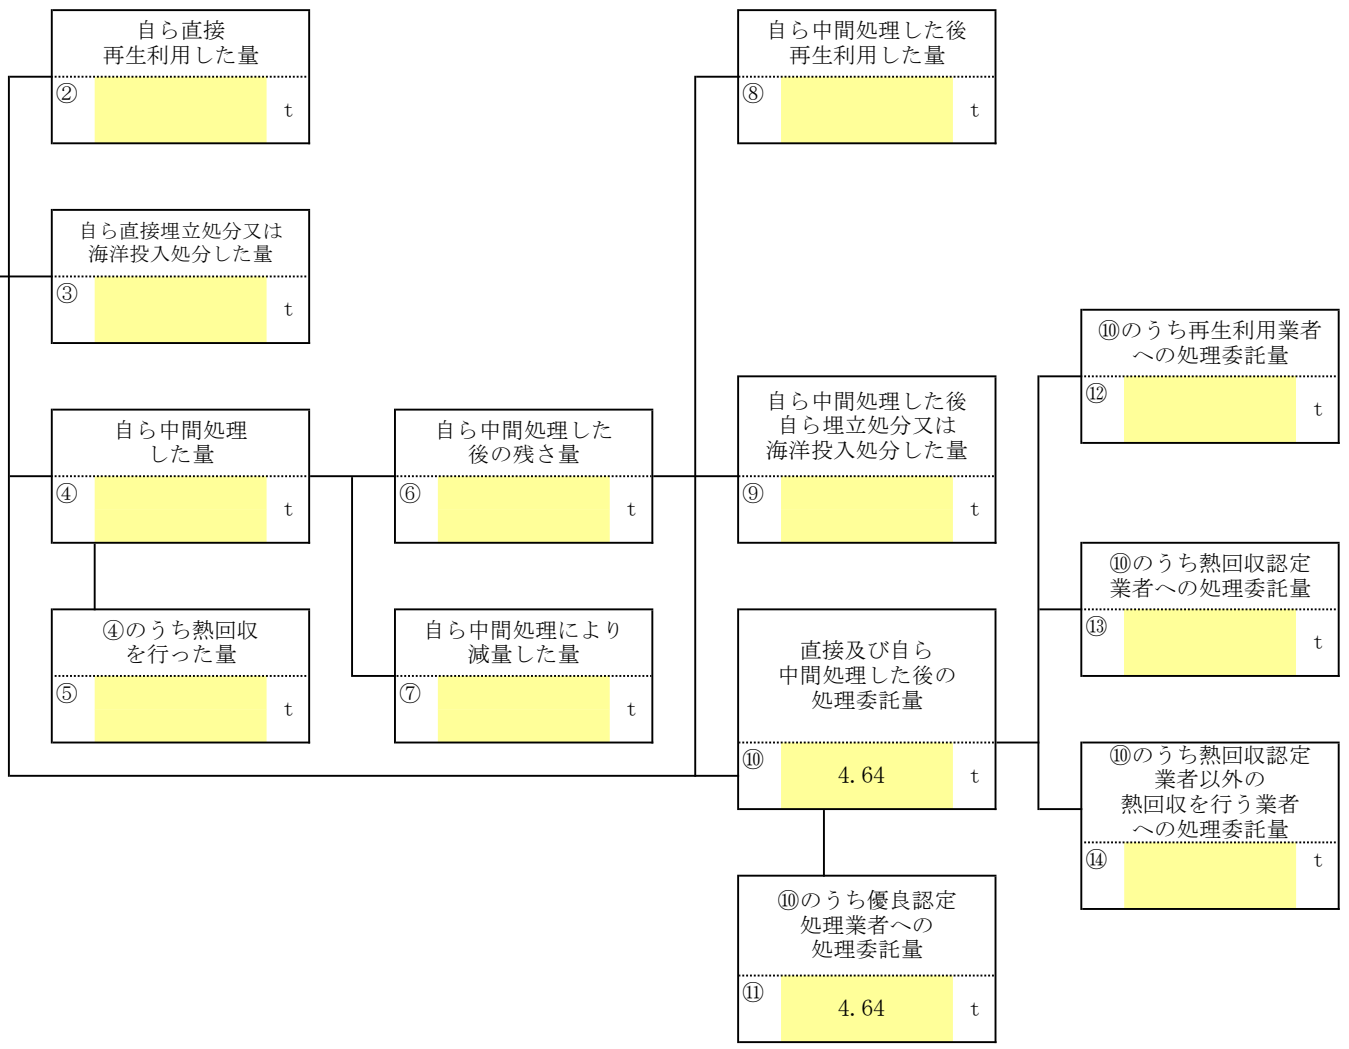 自ら直接
再生利用した量
②
t
自ら中間処理した後
再生利用した量
⑧
t
自ら直接埋立処分又は
海洋投入処分した量
③
t
⑩のうち再生利用業者
への処理委託量
⑫
t
自ら中間処理
した量
④
t
自ら中間処理した
後の残さ量
⑥
t
自ら中間処理した後
自ら埋立処分又は
海洋投入処分した量
⑨
t
⑩のうち熱回収認定
業者への処理委託量
⑬
t
④のうち熱回収
を行った量
⑤
t
自ら中間処理により
減量した量
⑦
t
直接及び自ら
中間処理した後の
処理委託量
⑩
4.64 t
⑩のうち熱回収認定
業者以外の
熱回収を行う業者
への処理委託量
⑭
t
⑩のうち優良認定
処理業者への
処理委託量
⑪
4.64 t